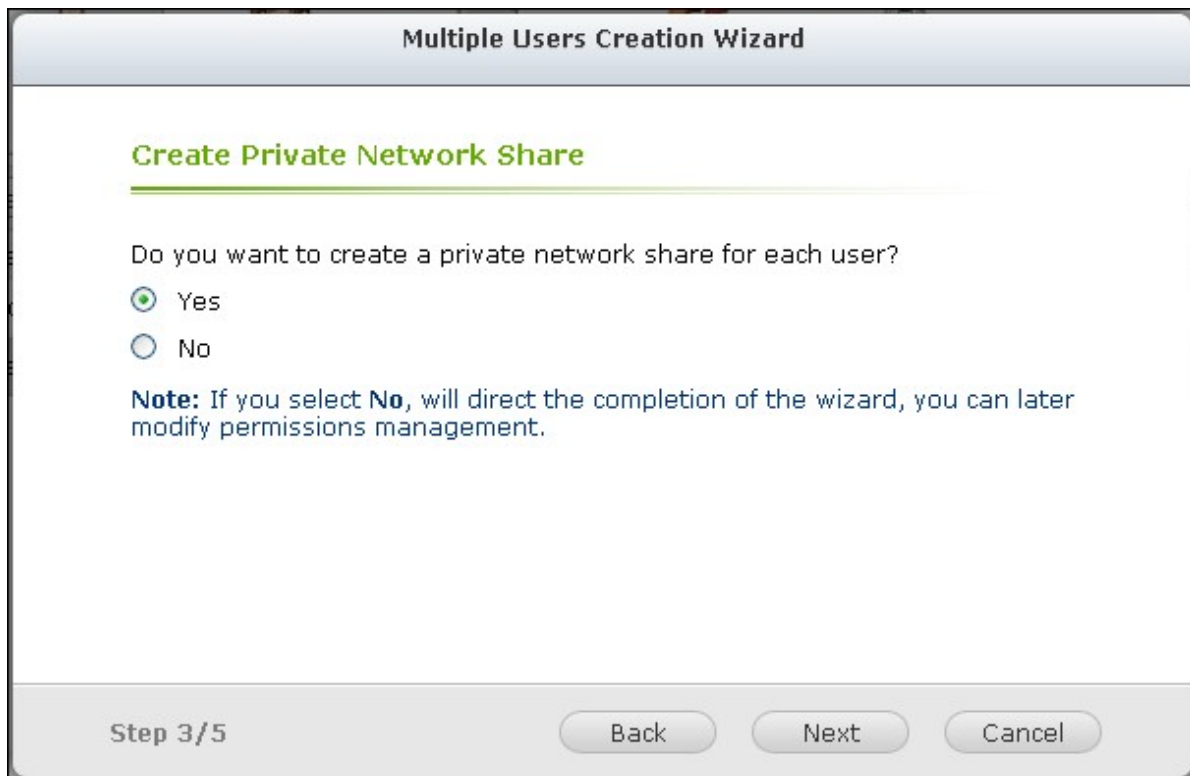 Multiple Users Creation Wizard
Create Private Network Share
Do you want to create a private network share for each user?
Yes
No
Note: If you select No, will direct the completion of the wizard, you can later
modify permissions management.
Step 3/5
Back
Next
Cancel